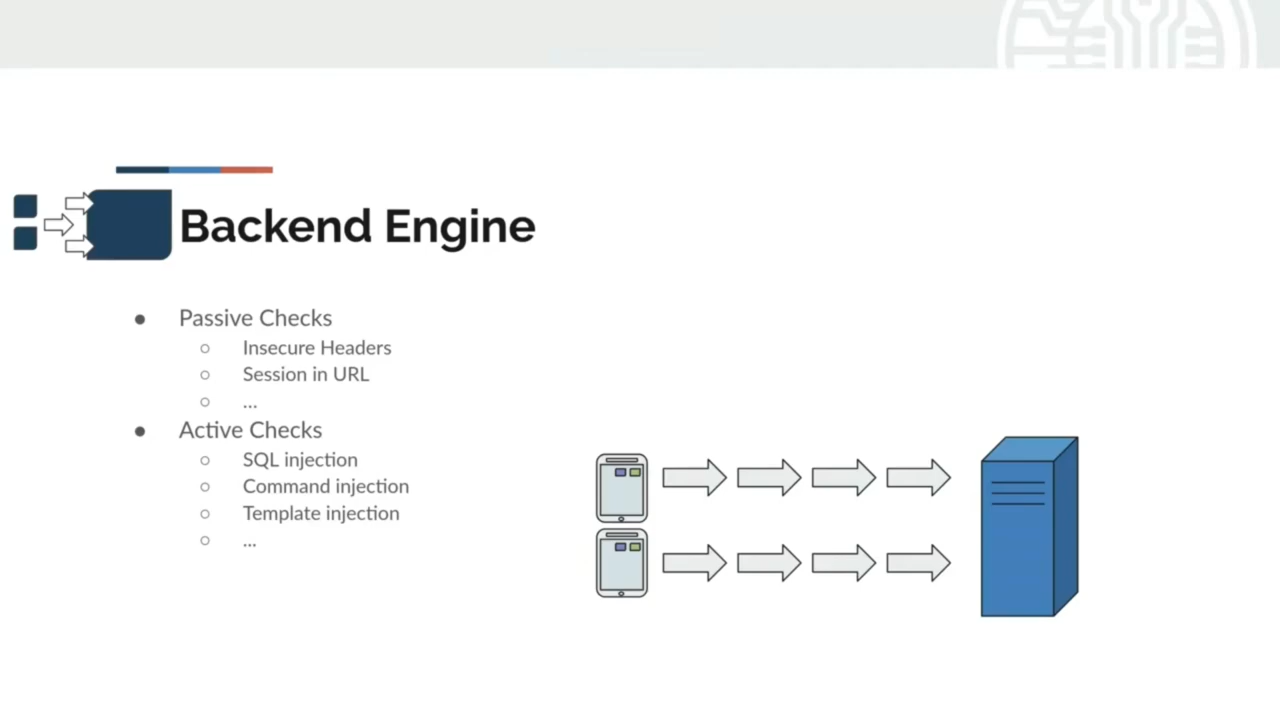 Backend Engine
● Passive Checks
○ Insecure Headers
○ Session in URL
○ ...
● Active Checks
○ SQL injection
○ Command injection
○ Template injection
○ ...